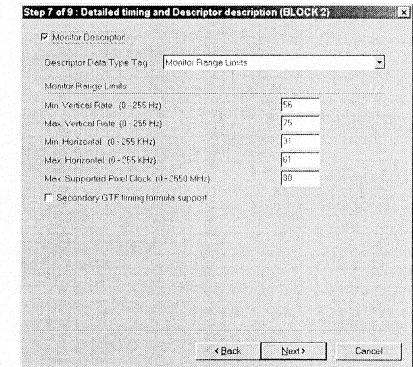 Step 7 of 9 : Detailed timing and Descriptor description (BLOCK 2)
Monitor Descriptor
Descriptor Data Type Tag : Monitor Range Limits
Monitor Range Limits
Min. Vertical Rate (0 - 255 Hz) 56
Max. Vertical Rate (0 - 255 Hz) 75
Min. Horizontal (0 - 255 KHz) 31
Max. Horizontal (0 - 255 KHz) 61
Max. Supported Pixel Clock (0 - 2550 MHz)
Secondary GTF timing formula support
< Back Next > Cancel